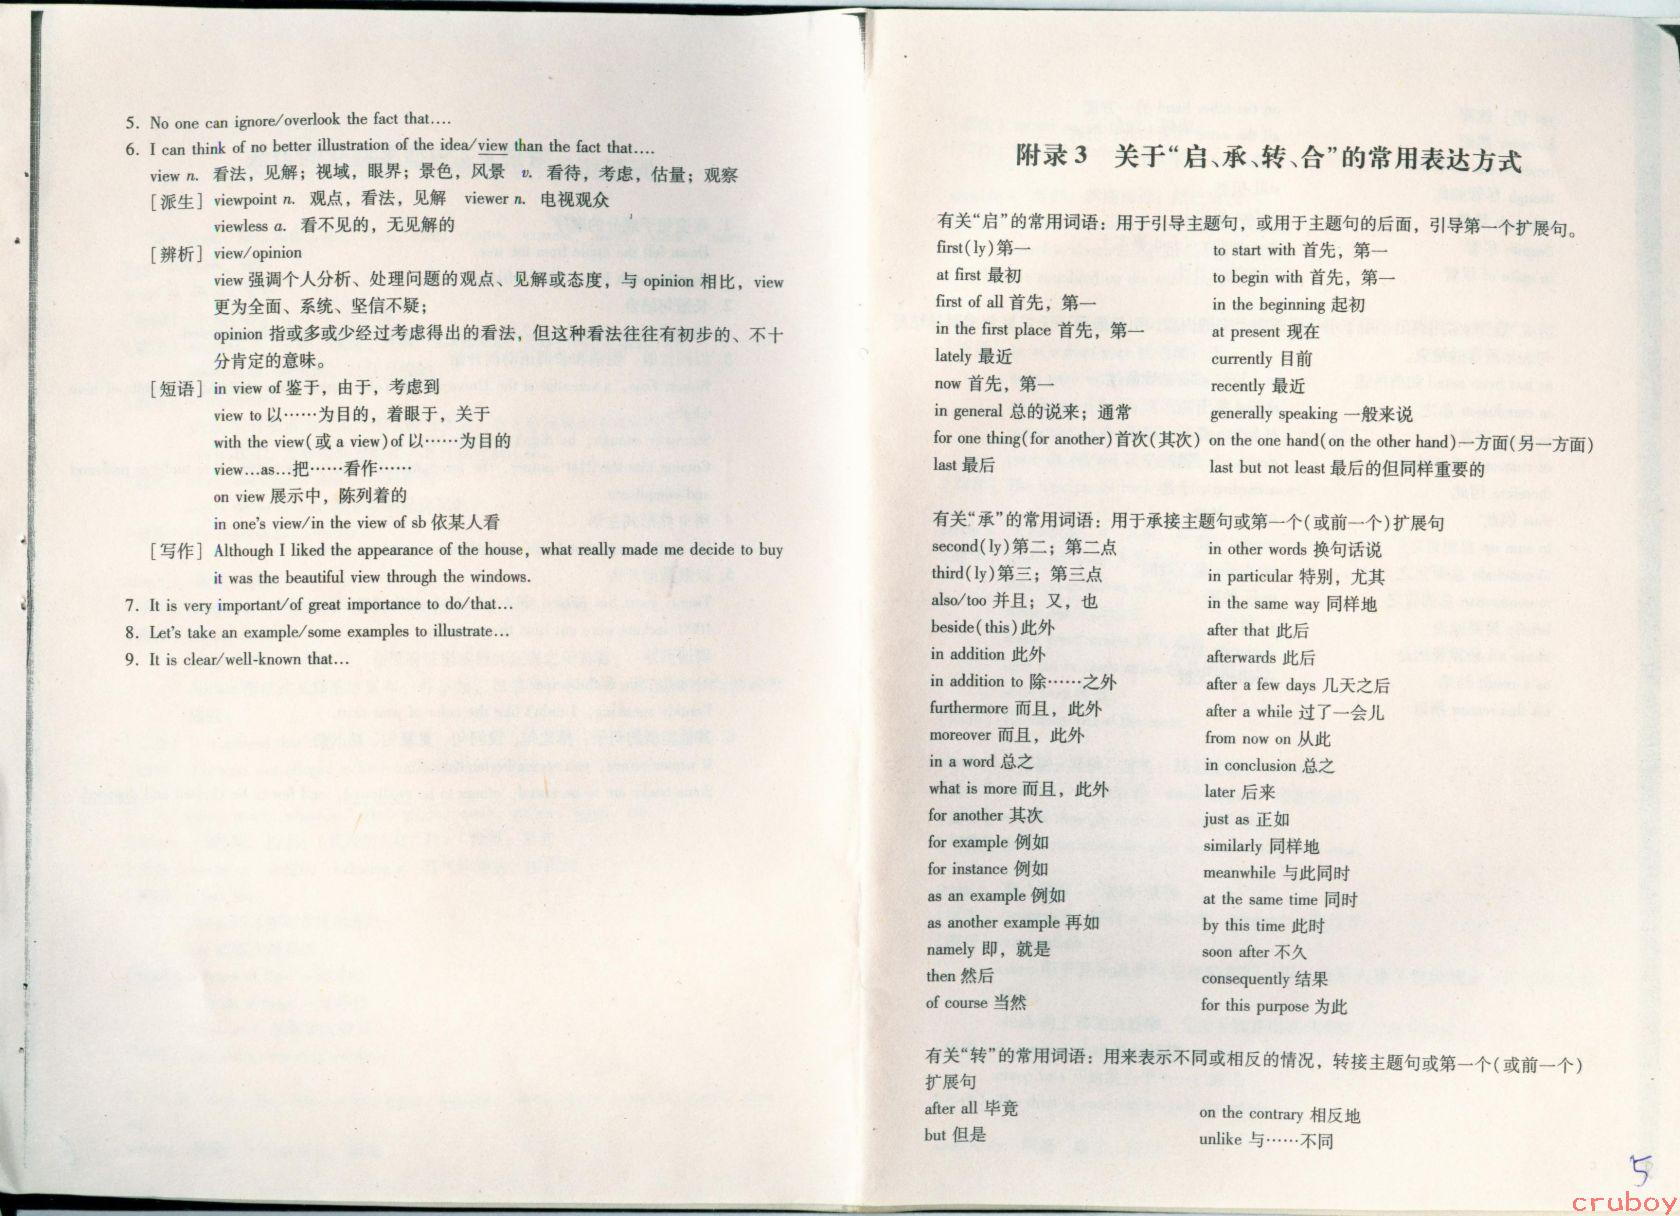 5. No one can ignore/overlook the fact that....
6. I can think of no better illustration of the idea/view than the fact that....
view n. 看法，见解；视域，眼界；景色，风景 v. 看待，考虑，估量；观察
[派生] viewpoint n. 观点，看法，见解 viewer n. 电视观众
viewless a. 看不见的，无见解的
[辨析] view/opinion
view 强调个人分析、处理问题的观点、见解或态度，与 opinion 相比，view
更为全面、系统、坚信不疑；
opinion 指或多或少经过考虑得出的看法，但这种看法往往有初步的、不十
分肯定的意味。
[短语] in view of 鉴于，由于，考虑到
view to 以……为目的，着眼于，关于
with the view(或 a view)of 以……为目的
view...as...把……看作……
on view 展示中，陈列着的
in one's view/in the view of sb 依某人看
[写作] Although I liked the appearance of the house, what really made me decide to buy
it was the beautiful view through the windows.
7. It is very important/of great importance to do/that...
8. Let's take an example/some examples to illustrate...
9. It is clear/well-known that...
附录 3 关于“启、承、转、合”的常用表达方式
有关“启”的常用词语：用于引导主题句，或用于主题句的后面，引导第一个扩展句。
first(ly)第一 to start with 首先，第一
at first 最初 to begin with 首先，第一
first of all 首先，第一 in the beginning 起初
in the first place 首先，第一 at present 现在
lately 最近 currently 目前
now 首先，第一 recently 最近
in general 总的说来；通常 generally speaking 一般来说
for one thing(for another)首次(其次) on the one hand(on the other hand)一方面(另一方面)
last 最后 last but not least 最后的但同样重要的
有关“承”的常用词语：用于承接主题句或第一个(或前一个)扩展句
second(ly)第二；第二点 in other words 换句话说
third(ly)第三；第三点 in particular 特别，尤其
also/too 并且；又，也 in the same way 同样地
beside(this)此外 after that 此后
in addition 此外 afterwards 此后
in addition to 除……之外 after a few days 几天之后
furthermore 而且，此外 after a while 过了一会儿
moreover 而且，此外 from now on 从此
in a word 总之 in conclusion 总之
what is more 而且，此外 later 后来
for another 其次 just as 正如
for example 例如 similarly 同样地
for instance 例如 meanwhile 与此同时
as an example 例如 at the same time 同时
as another example 再如 by this time 此时
namely 即，就是 soon after 不久
then 然后 consequently 结果
of course 当然 for this purpose 为此
有关“转”的常用词语：用来表示不同或相反的情况，转接主题句或第一个(或前一个)
扩展句
after all 毕竟 on the contrary 相反地
but 但是 unlike 与……不同
5
cruboy